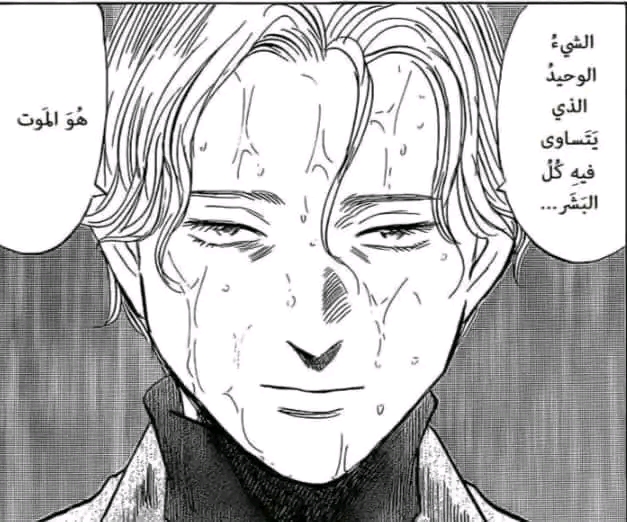 الشيءُ
الوحيدُ
الذي
يَتَساوى
فيهِ كُلُ
البَشَر...
هُوَ المَوت